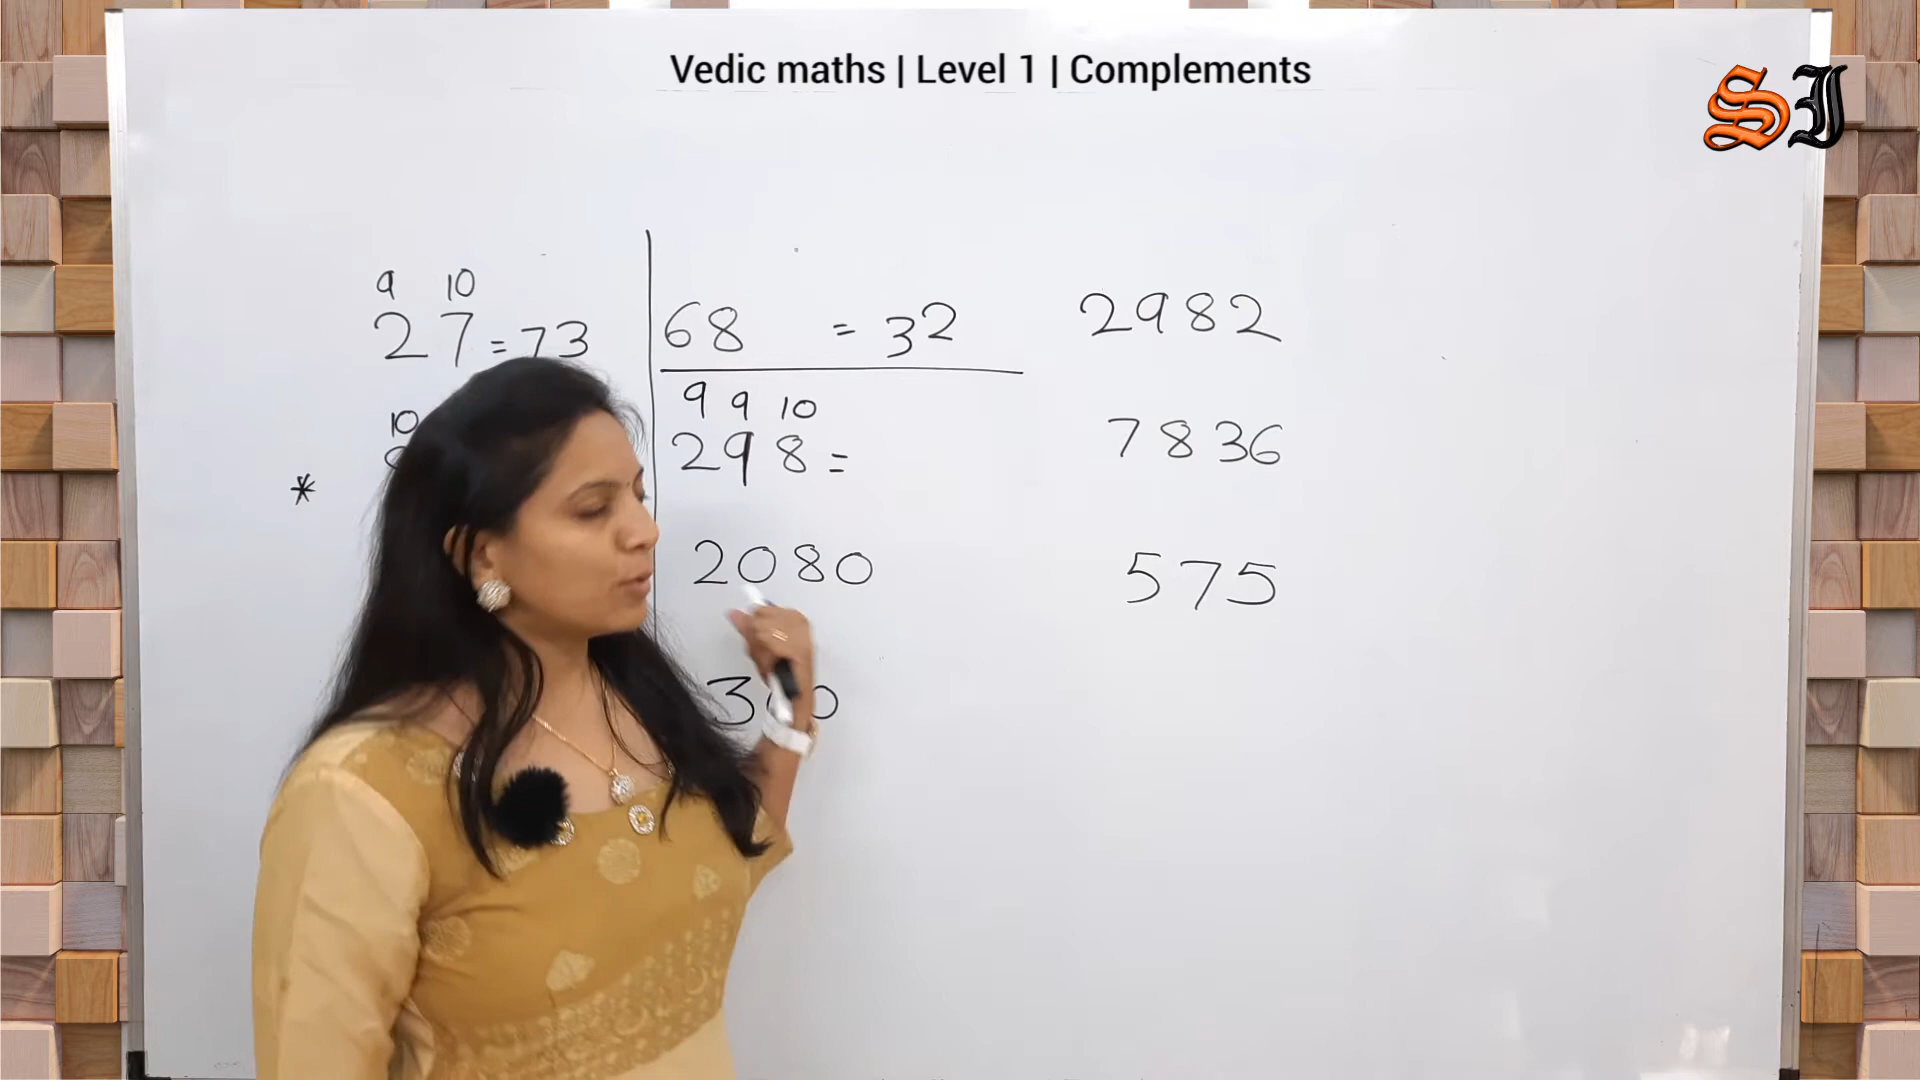 Vedic maths | Level 1 | Complements
SJ
9 10
27 = 73
10
*
68 = 32
9 9 10
298 =
2080
2982
7836
575